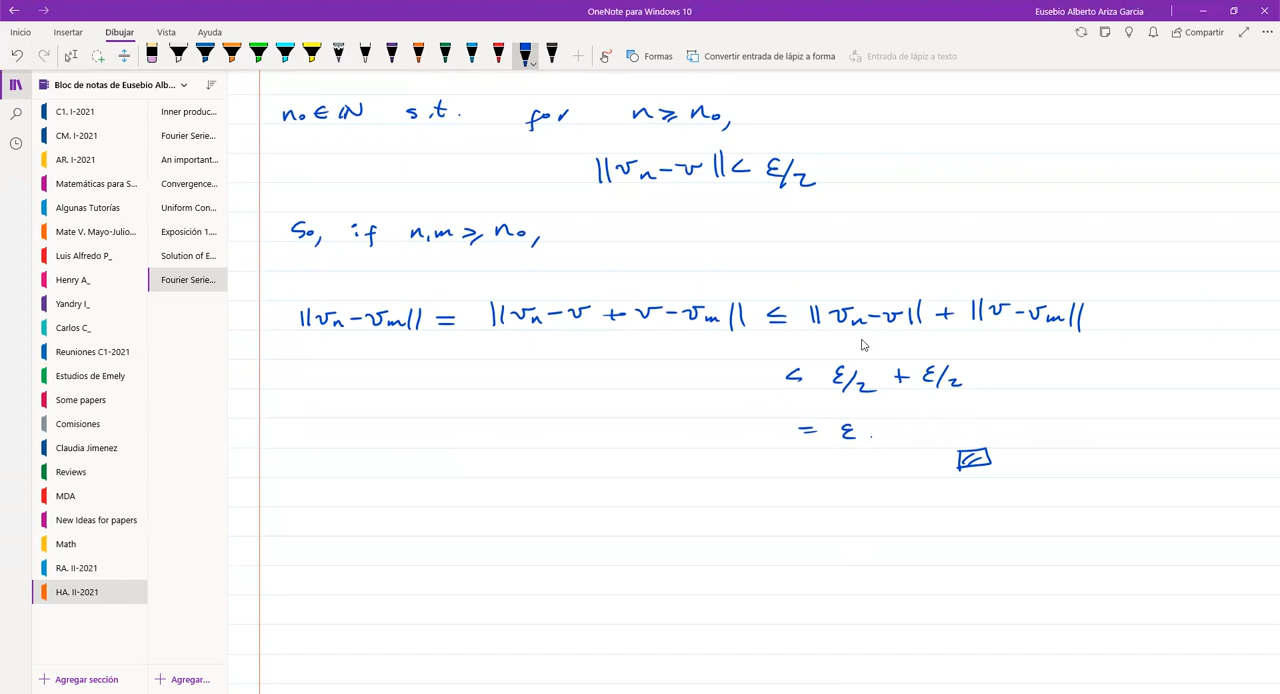 OneNote para Windows 10
Eusebio Alberto Ariza Garcia
Inicio Insertar Dibujar Vista Ayuda
Compartir
Formas
Convertir entrada de lápiz a forma
Entrada de lápiz a texto
Bloc de notas de Eusebio Alb...
C1. I-2021
CM. I-2021
AR. I-2021
Matemáticas para S...
Algunas Tutorías
Mate V. Mayo-Julio...
Luis Alfredo P_
Henry A_
Yandry I_
Carlos C_
Reuniones C1-2021
Estudios de Emely
Some papers
Comisiones
Claudia Jimenez
Reviews
MDA
New Ideas for papers
Math
RA. II-2021
HA. II-2021
Agregar sección
Inner produc...
Fourier Serie...
An important...
Convergence...
Uniform Con...
Exposición 1....
Solution of E...
Fourier Serie...
Agregar...
n₀ ∈ ℕ s.t. for n ≥ n₀,
||vₙ - v|| < ε/2
So, if n,m ≥ n₀,
||vₙ - vₘ|| = ||vₙ - v + v - vₘ|| ≤ ||vₙ - v|| + ||v - vₘ||
< ε/2 + ε/2
= ε.